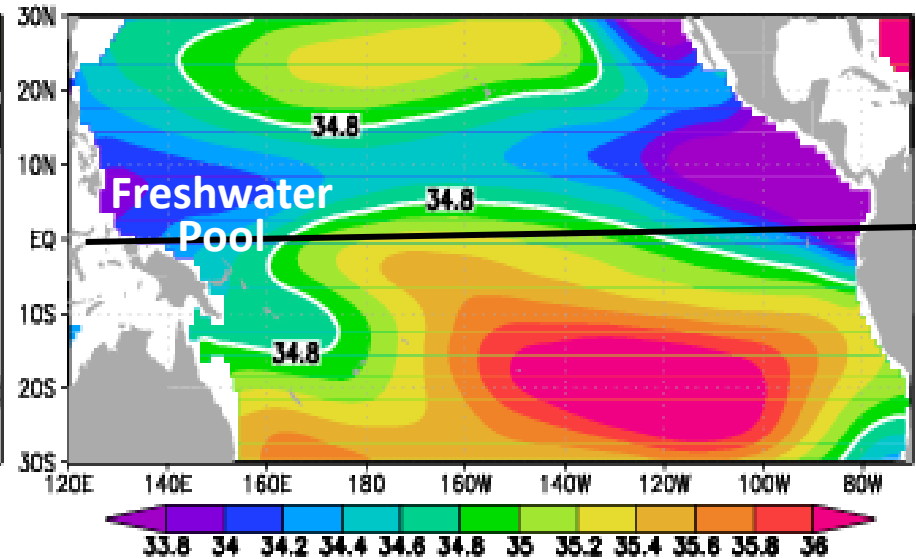 30N
20N
10N
EQ
10S
20S
30S
34.8
34.8
34.8
Freshwater
Pool
120E 140E 160E 180 160W 140W 120W 100W 80W
33.8 34 34.2 34.4 34.6 34.8 35 35.2 35.4 35.6 35.8 36